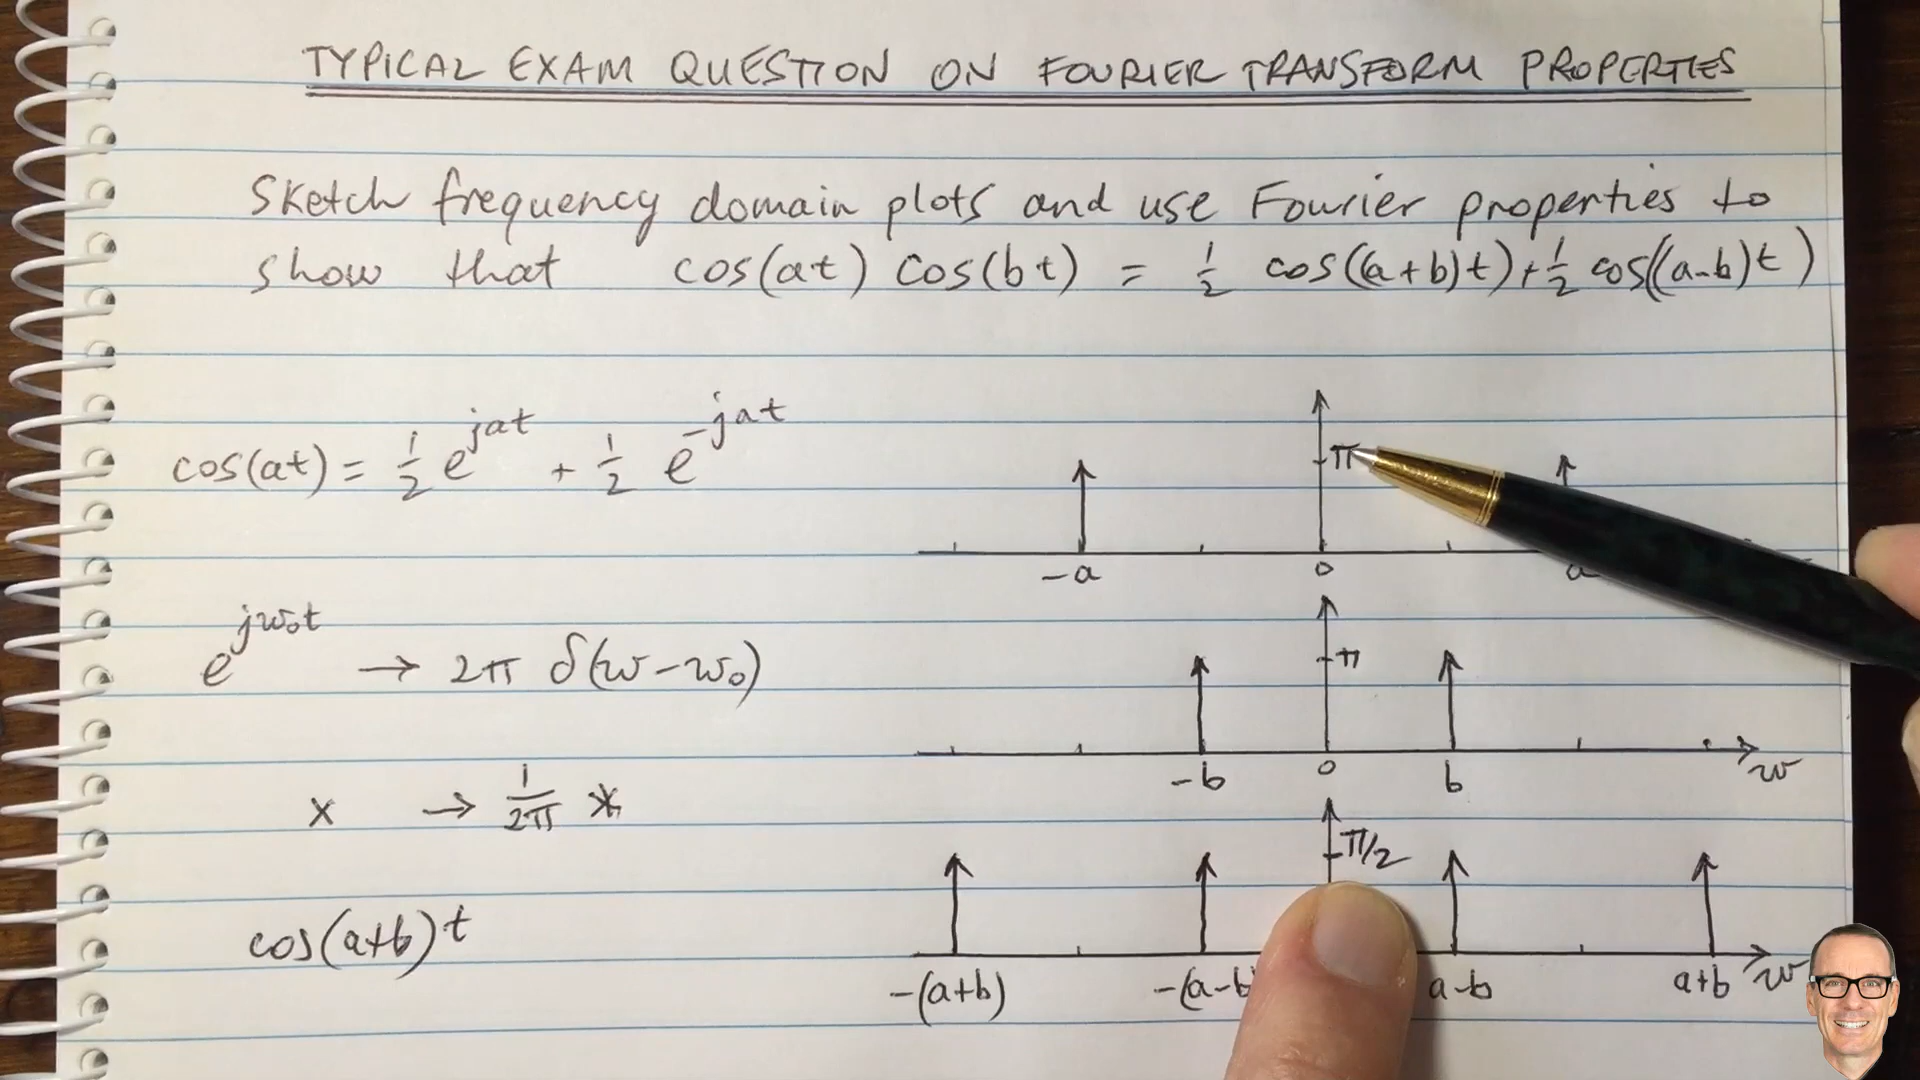 TYPICAL EXAM QUESTION ON FOURIER TRANSFORM PROPERTIES
Sketch frequency domain plots and use Fourier properties to
show that cos(at) cos(bt) = 1/2 cos((a+b)t) + 1/2 cos((a-b)t)
cos(at) = 1/2 e^{jat} + 1/2 e^{-jat}
π
-a 0 a
e^{jw₀t} → 2π δ(w-w₀)
π
-b 0 b w
x → 1/2π *
π/2
cos(a+b)t
-(a+b) -(a-b a-b a+b w